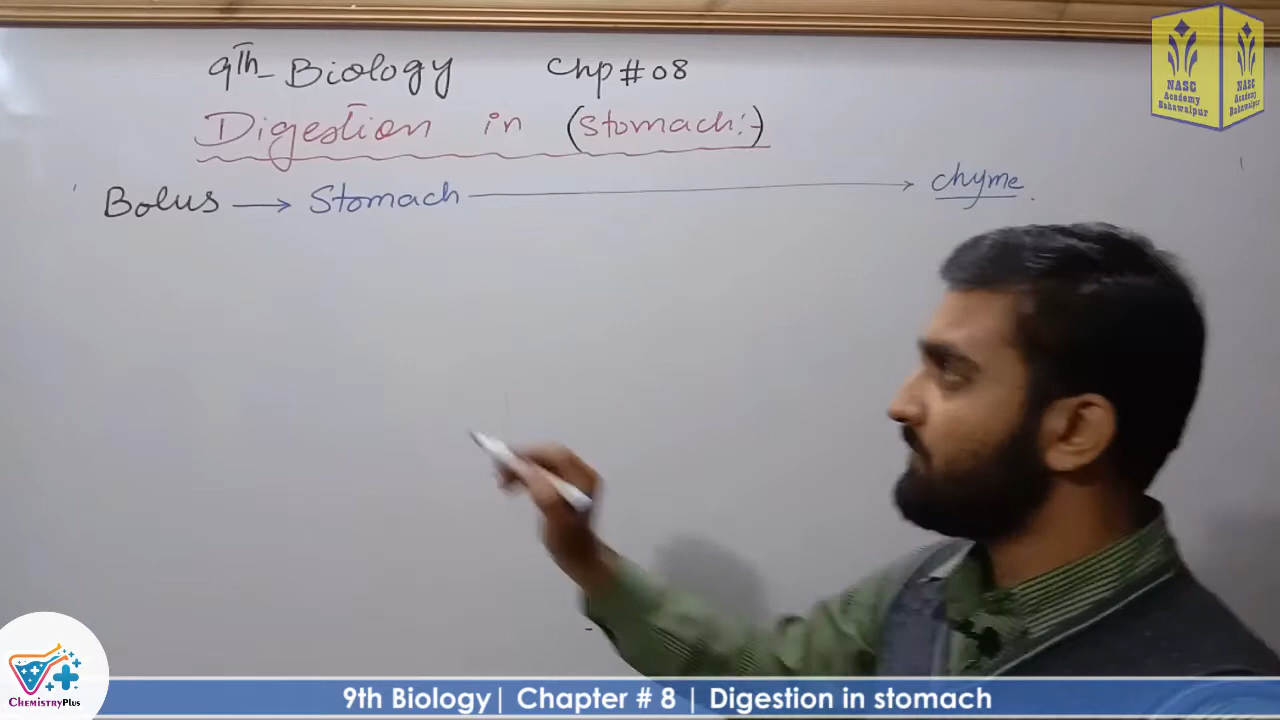 9Th- Biology Chp # 08
Digestion in (Stomach:-)
Bolus → Stomach → chyme.
NASC
Academy
Bahawalpur
NASC
Academy
Bahawalpur
ChemistryPlus
9th Biology| Chapter # 8 | Digestion in stomach